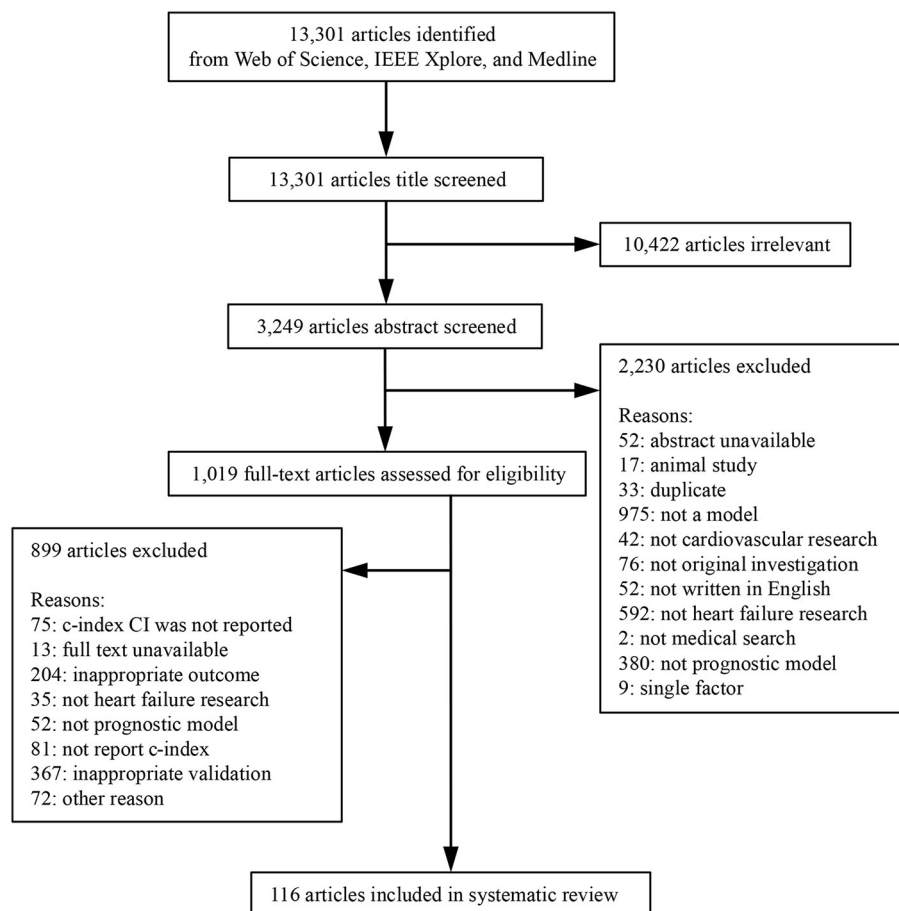 13,301 articles identified
from Web of Science, IEEE Xplore, and Medline
13,301 articles title screened
10,422 articles irrelevant
3,249 articles abstract screened
2,230 articles excluded
Reasons:
52: abstract unavailable
17: animal study
33: duplicate
975: not a model
42: not cardiovascular research
76: not original investigation
52: not written in English
592: not heart failure research
2: not medical search
380: not prognostic model
9: single factor
1,019 full-text articles assessed for eligibility
899 articles excluded
Reasons:
75: c-index CI was not reported
13: full text unavailable
204: inappropriate outcome
35: not heart failure research
52: not prognostic model
81: not report c-index
367: inappropriate validation
72: other reason
116 articles included in systematic review